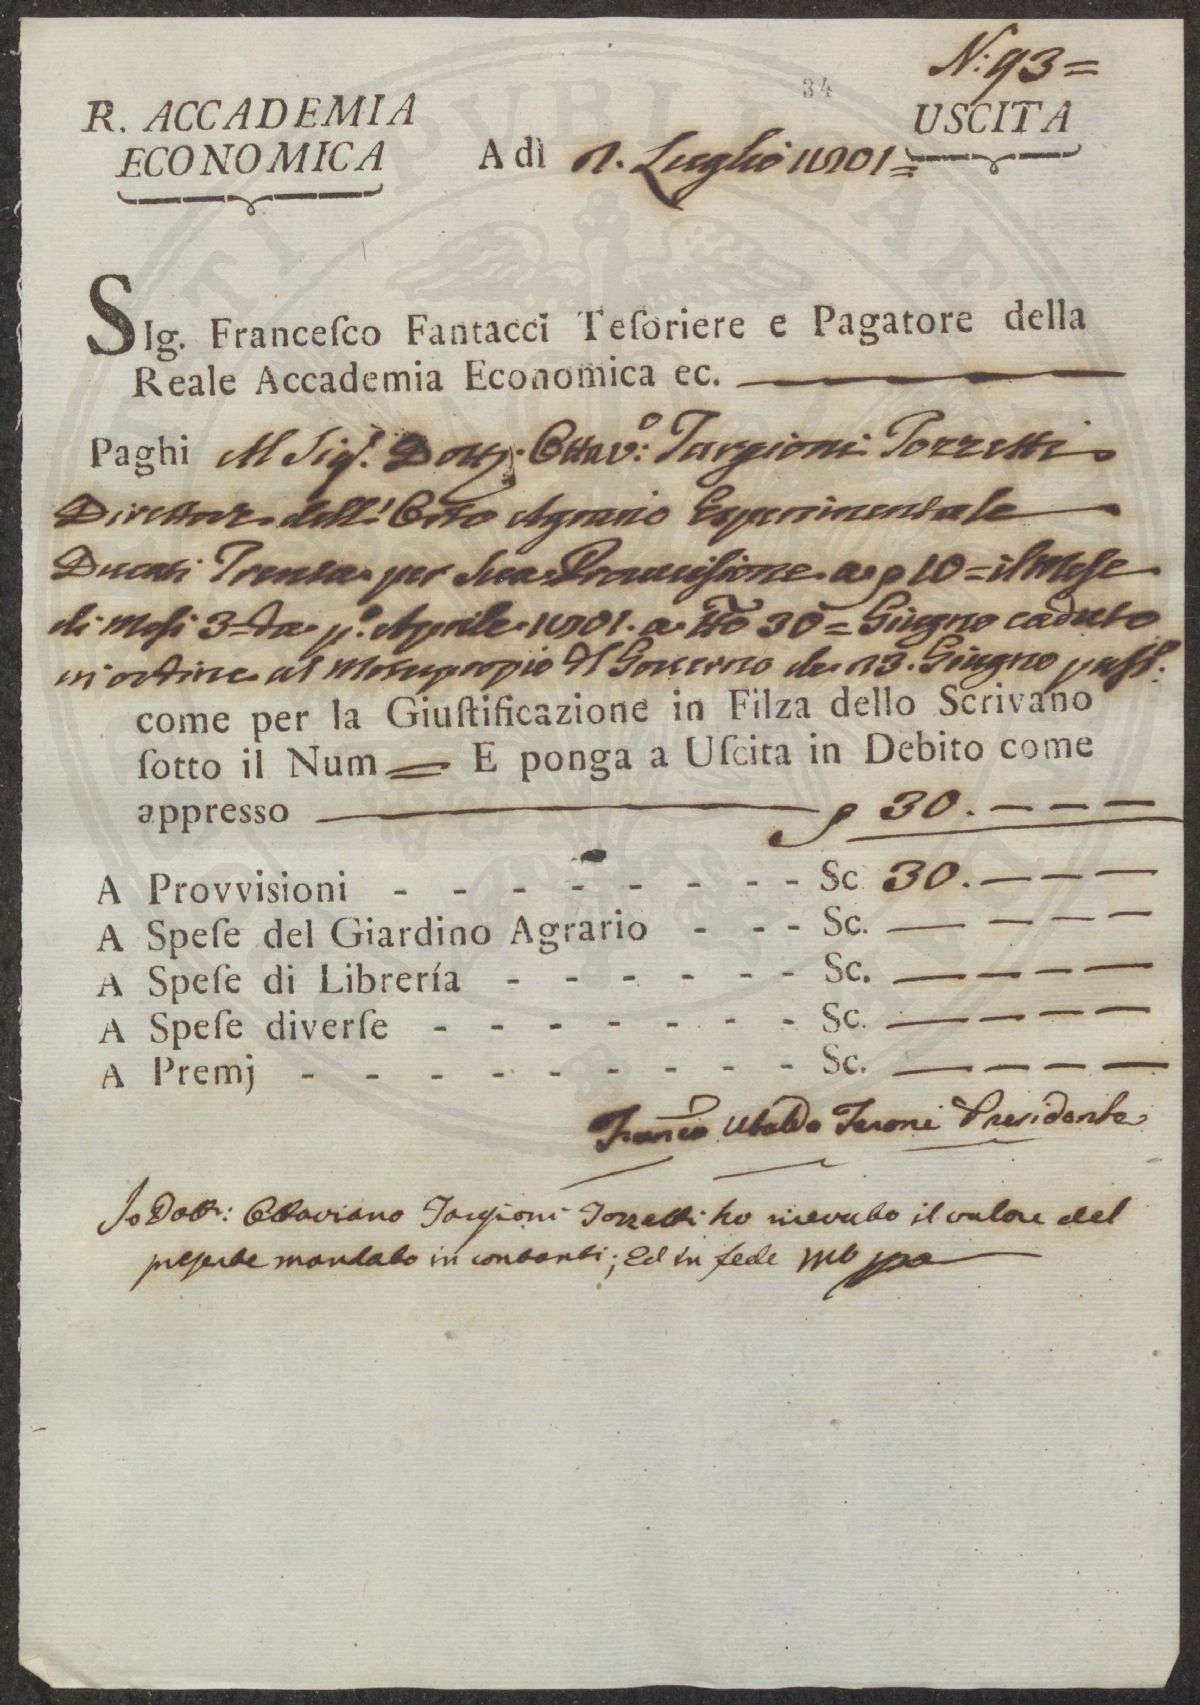 N: 93 =
34
R. ACCADEMIA
ECONOMICA
USCITA
A dì Luglio 1801 =
SIg. Franceſco Fantacci Teſoriere e Pagatore della
Reale Accademia Economica ec.
Paghi Al Sig.r Dott. Ottav.o: Targioni Tozzetti
Direttore dell'Orto Agrario Esperimentale
Ducati Trenta per Sua Provvisione a 10 = il Mese
di Mesi 3 = da p.o Aprile 1801. a tto 30 = Giugno caduto
in ordine al Motuproprio del Governo de 13. Giugno pass.
come per la Giuſtificazione in Filza dello Scrivano
ſotto il Num = E ponga a Uſcita in Debito come
appresso 30. — — —
A Provvisioni - - - - - - - - Sc 30. — — —
A Speſe del Giardino Agrario - - - Sc. — — — —
A Speſe di Librería - - - - - - Sc. — — — —
A Speſe diverſe - - - - - - - Sc. — — — —
A Premj - - - - - - - - - Sc. — — — —
Franco Ubaldo Feroni Presidente
Io Dott: Ottaviano Targioni Tozzetti ho ricevuto il valore del
presente mandato in contanti; Ed in fede mo ppa